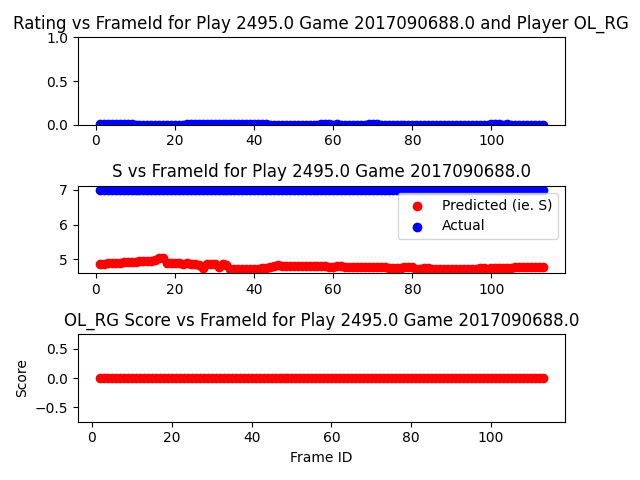 Rating vs FrameId for Play 2495.0 Game 2017090688.0 and Player OL_RG
1.0
0.5
0.0
0 20 40 60 80 100
S vs FrameId for Play 2495.0 Game 2017090688.0
7
6
5
Predicted (ie. S)
Actual
0 20 40 60 80 100
OL_RG Score vs FrameId for Play 2495.0 Game 2017090688.0
Score
0.5
0.0
−0.5
0 20 40 60 80 100
Frame ID